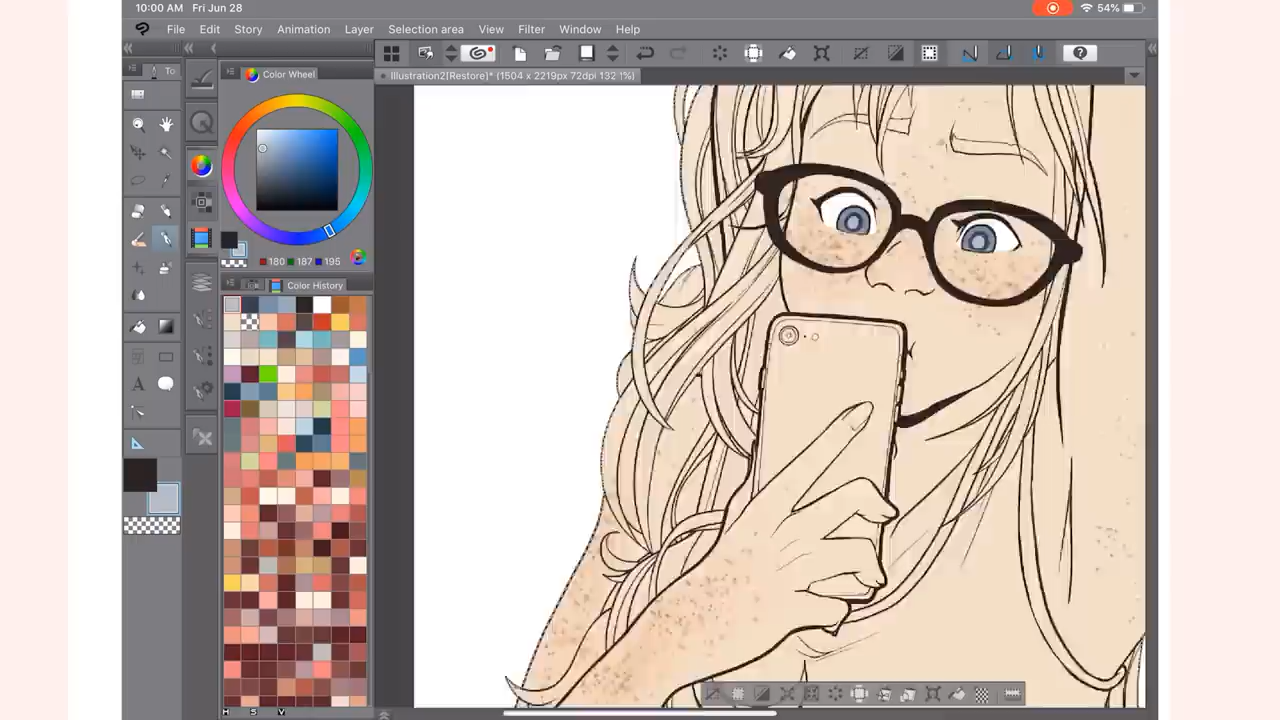 10:00 AM Fri Jun 28
54%
File Edit Story Animation Layer Selection area View Filter Window Help
To
Color Wheel
Illustration2[Restore]* (1504 x 2219px 72dpi 132.1%)
180 187 195
Color History
A
H S V